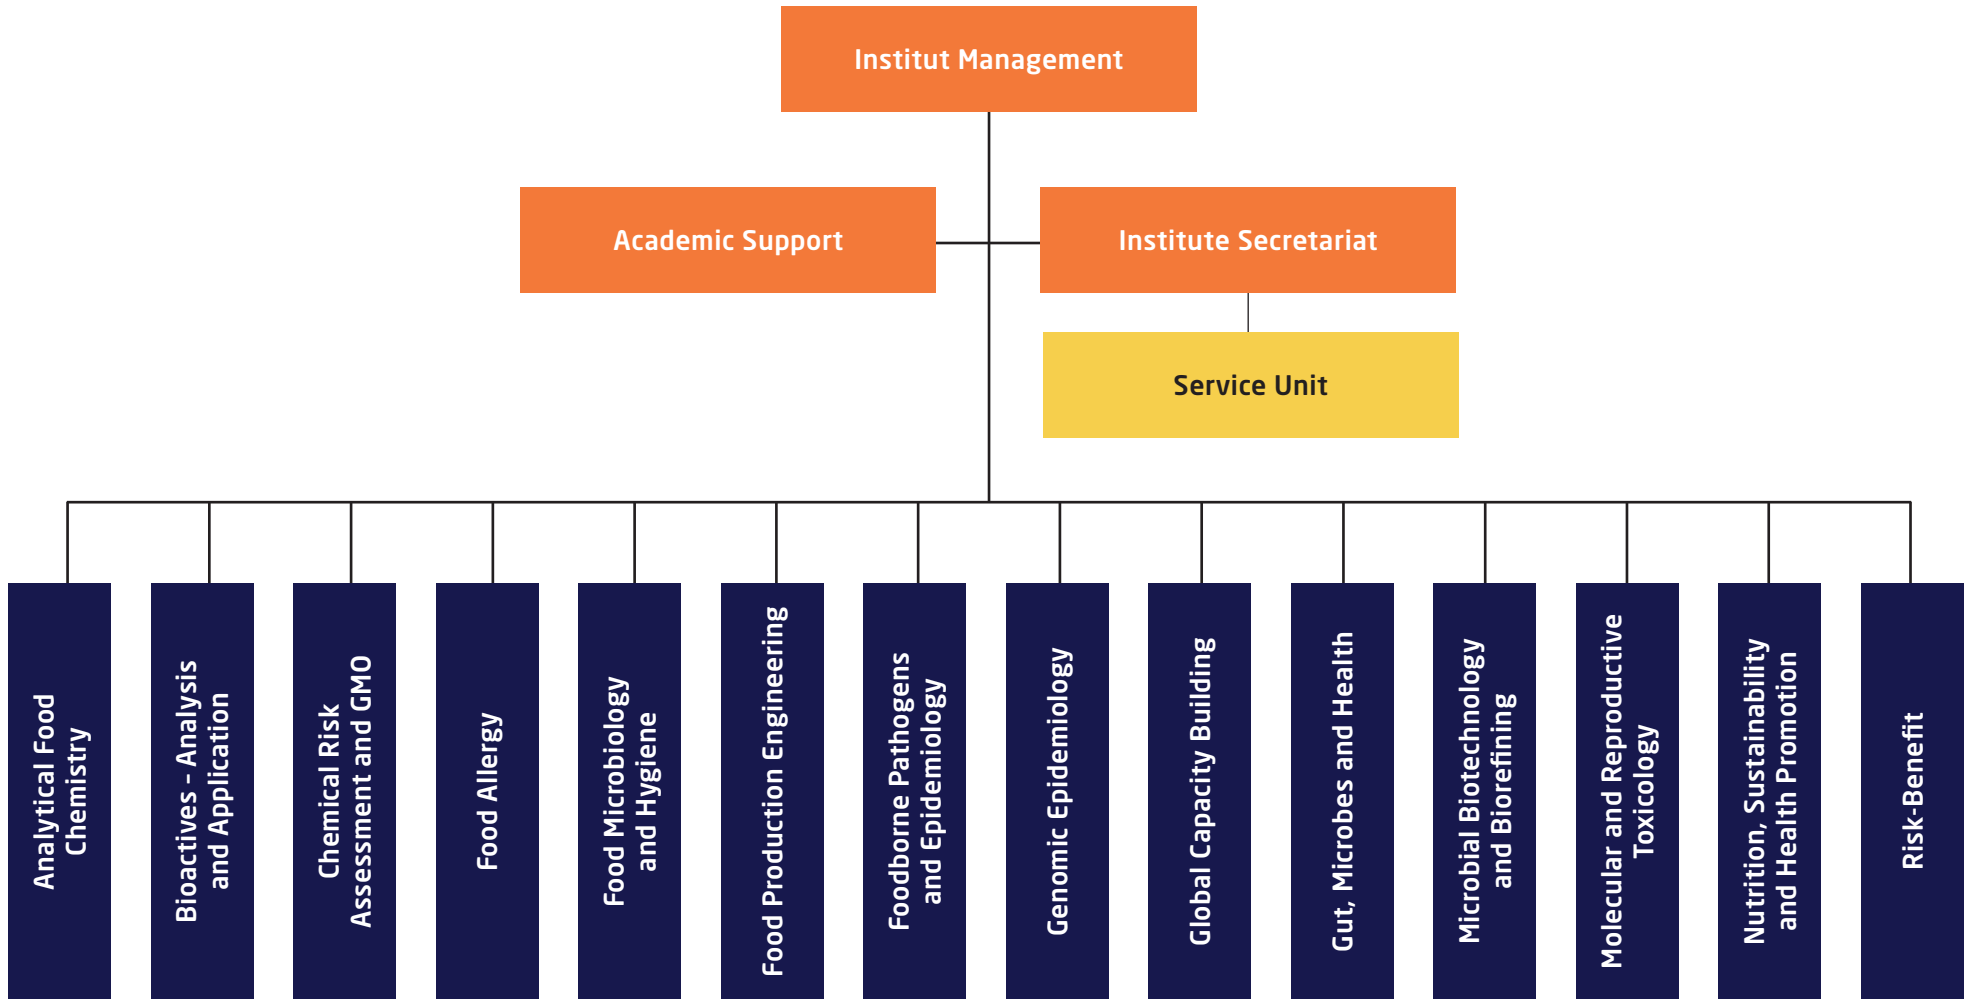 Institut Management
Academic Support
Institute Secretariat
Service Unit
Analytical Food
Chemistry
Bioactives – Analysis
and Application
Chemical Risk
Assessment and GMO
Food Allergy
Food Microbiology
and Hygiene
Food Production Engineering
Foodborne Pathogens
and Epidemiology
Genomic Epidemiology
Global Capacity Building
Gut, Microbes and Health
Microbial Biotechnology
and Biorefining
Molecular and Reproductive
Toxicology
Nutrition, Sustainability
and Health Promotion
Risk-Benefit